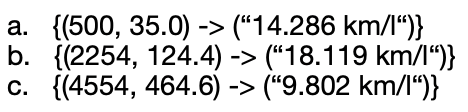 a. {(500, 35.0) -> (“14.286 km/l“)}
b. {(2254, 124.4) -> (“18.119 km/l“)}
c. {(4554, 464.6) -> (“9.802 km/l“)}